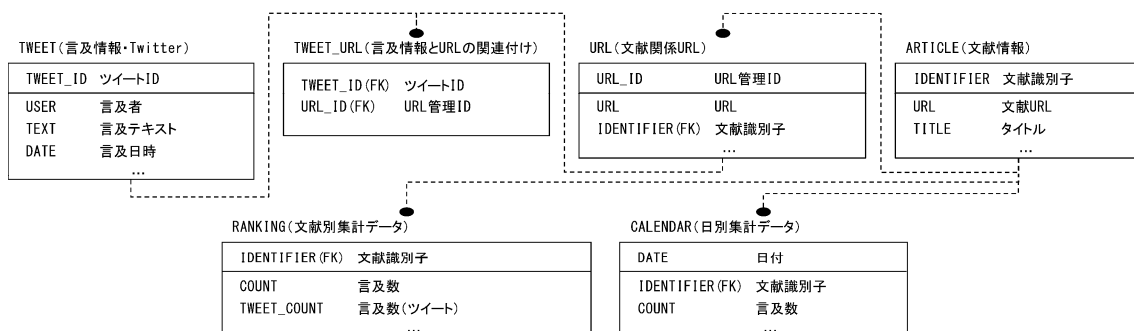 TWEET(言及情報・Twitter)
TWEET_ID ツイートID
USER 言及者
TEXT 言及テキスト
DATE 言及日時
…
TWEET_URL(言及情報とURLの関連付け)
TWEET_ID(FK) ツイートID
URL_ID(FK) URL管理ID
URL(文献関係URL)
URL_ID URL管理ID
URL URL
IDENTIFIER(FK) 文献識別子
…
ARTICLE(文献情報)
IDENTIFIER 文献識別子
URL 文献URL
TITLE タイトル
…
RANKING(文献別集計データ)
IDENTIFIER(FK) 文献識別子
COUNT 言及数
TWEET_COUNT 言及数(ツイート)
…
CALENDAR(日別集計データ)
DATE 日付
IDENTIFIER(FK) 文献識別子
COUNT 言及数
…